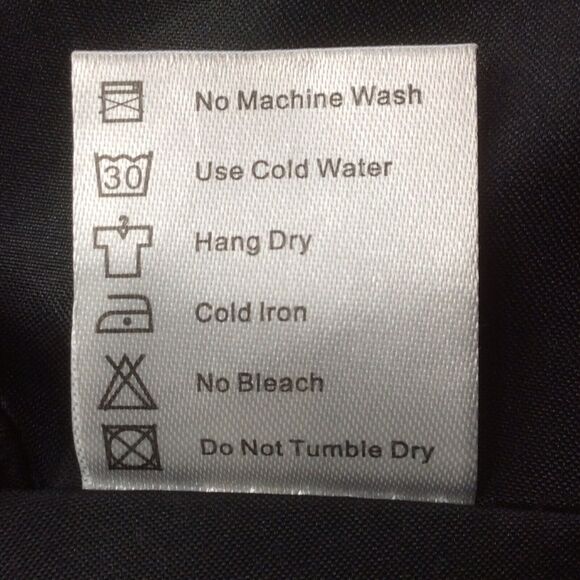 No Machine Wash
30 Use Cold Water
Hang Dry
Cold Iron
No Bleach
Do Not Tumble Dry